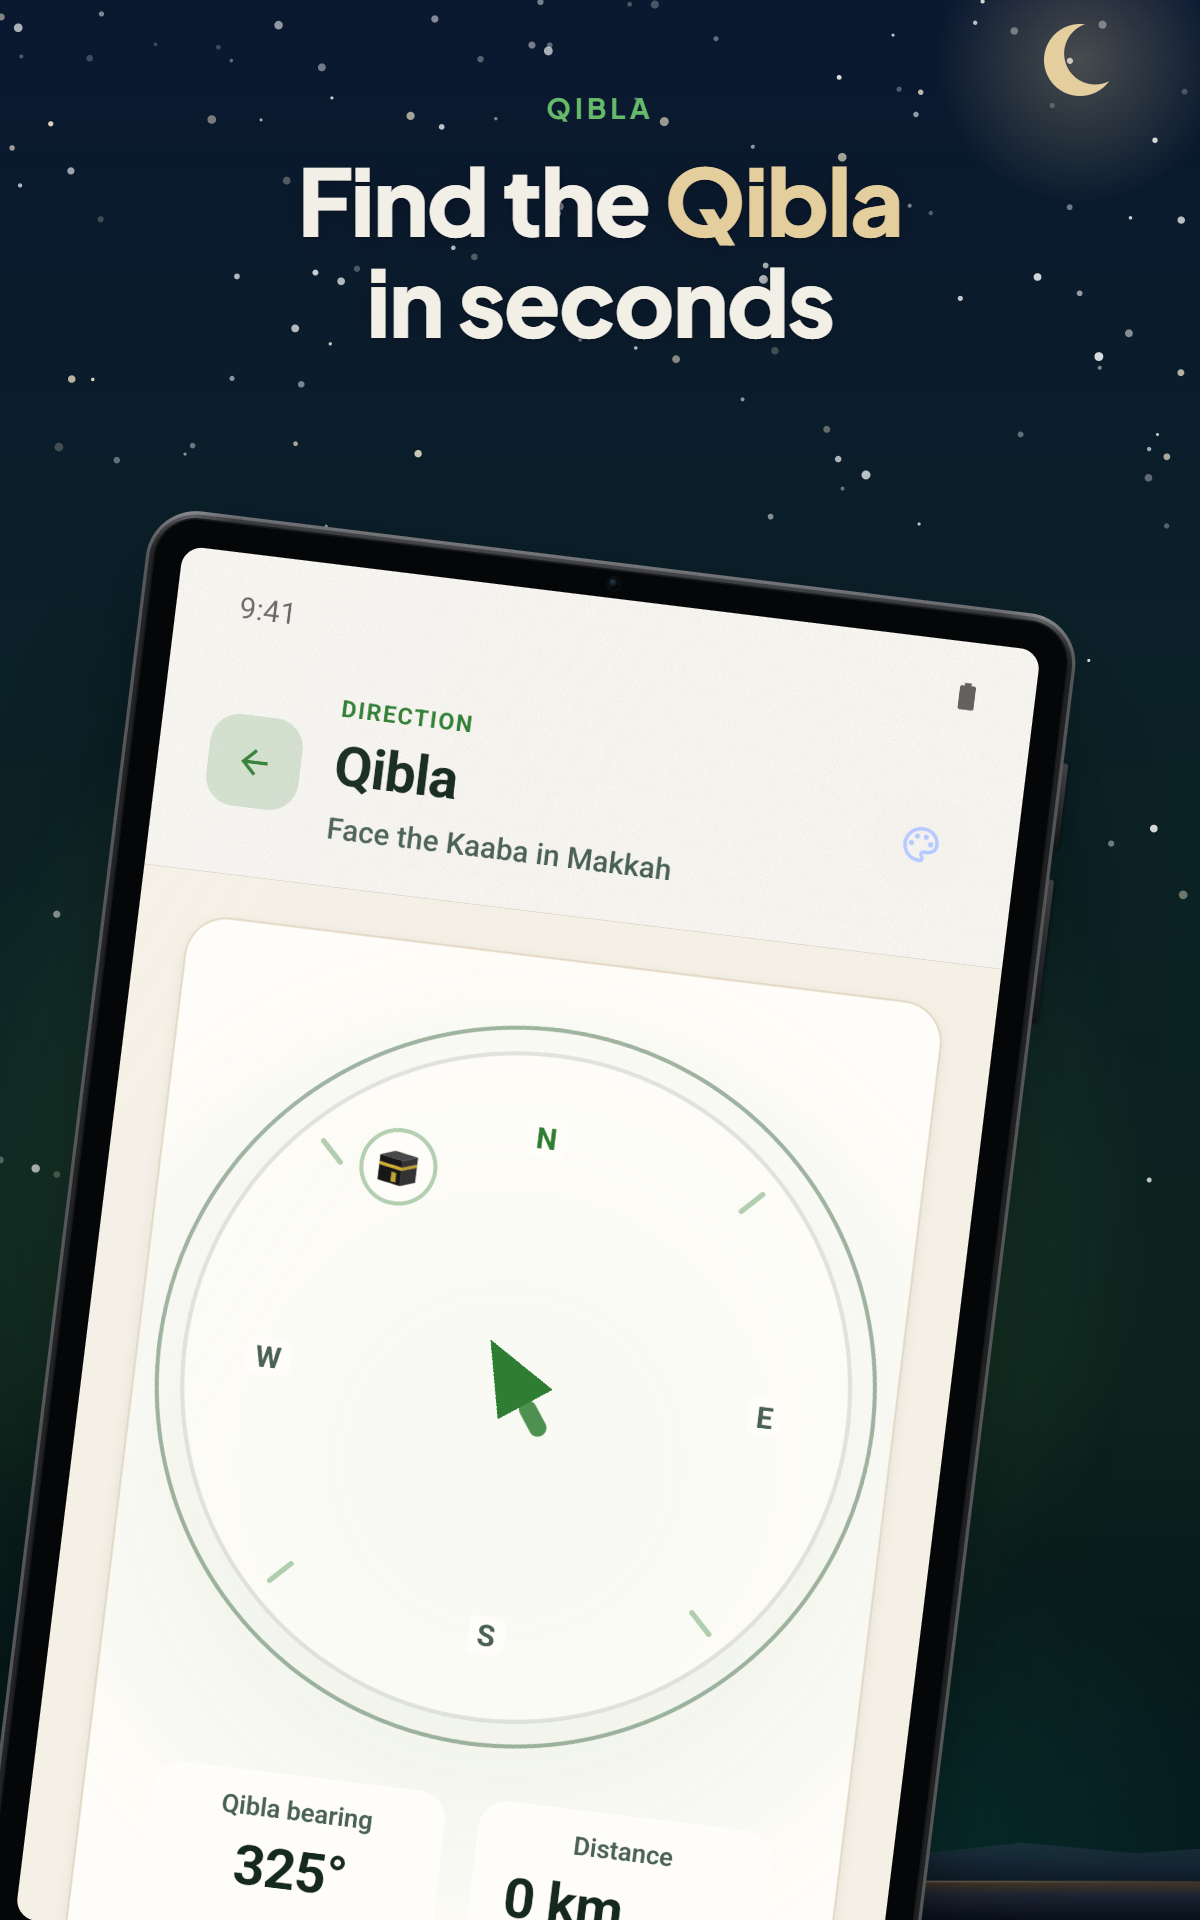 QIBLA
Find the Qibla
in seconds
9:41
DIRECTION
Qibla
Face the Kaaba in Makkah
N
W
E
S
Qibla bearing
325°
Distance
0 km